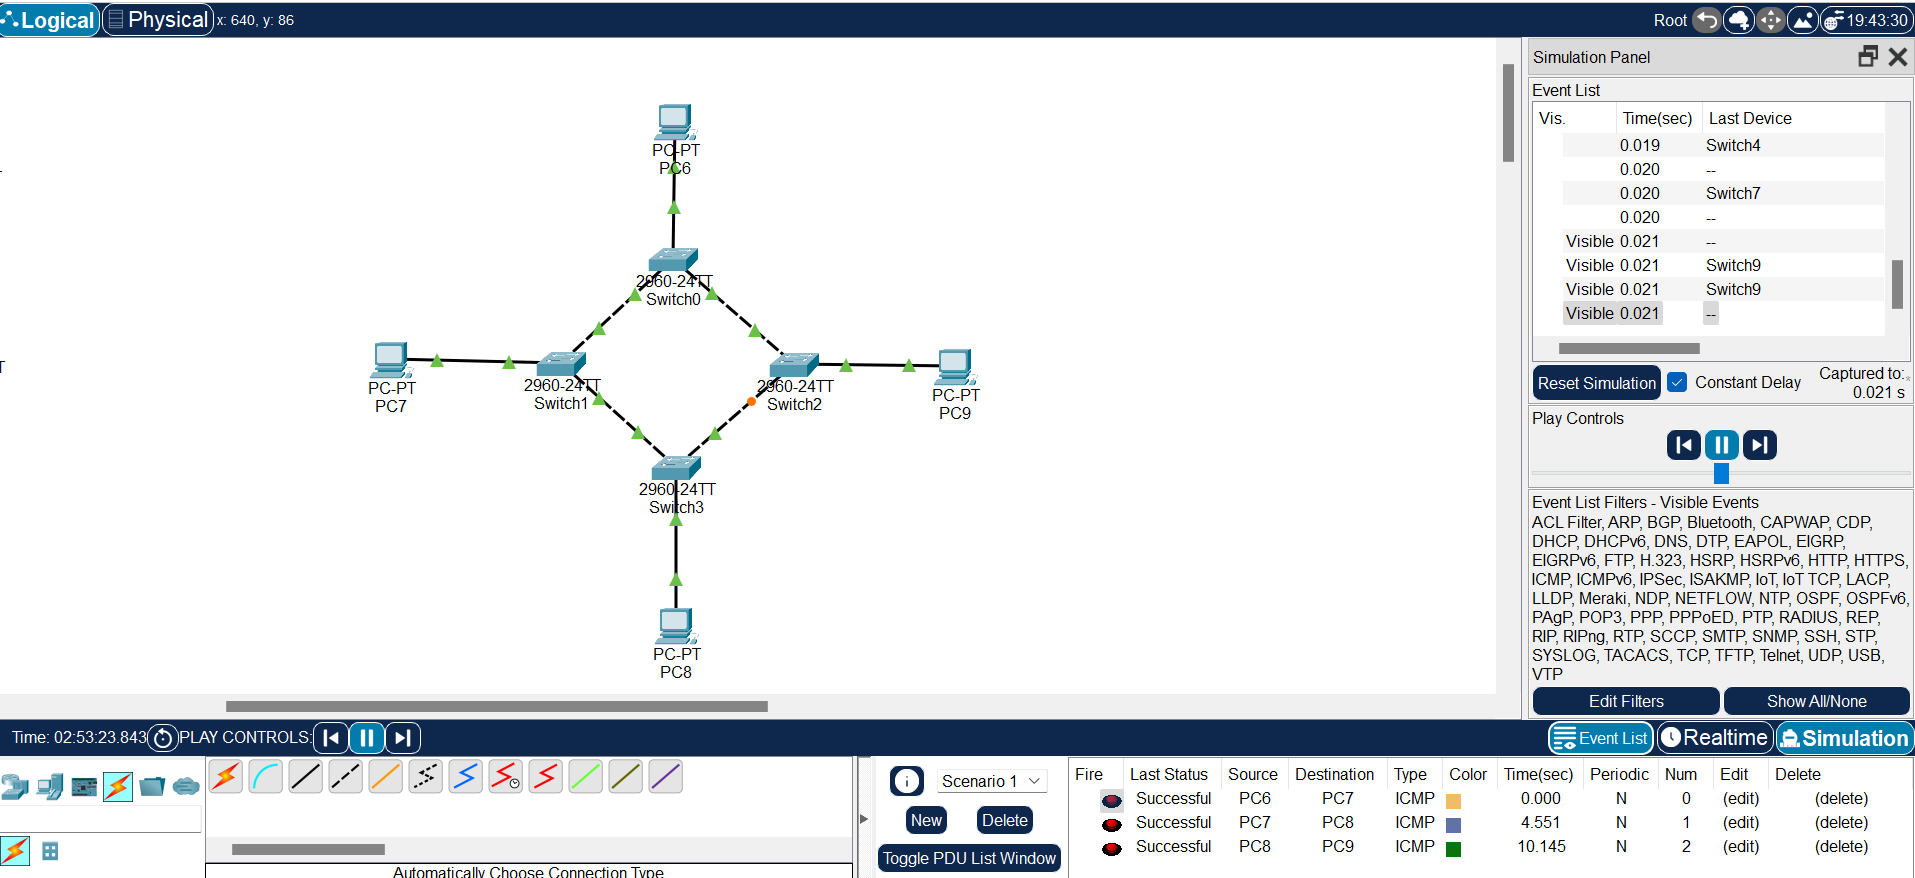 Logical Physical x: 640, y: 86 Root 19:43:30
PC-PT
PC6
2960-24TT
Switch0
PC-PT
PC7
2960-24TT
Switch1
2960-24TT
Switch2
PC-PT
PC9
2960-24TT
Switch3
PC-PT
PC8
Simulation Panel
Event List
Vis. Time(sec) Last Device
0.019 Switch4
0.020 --
0.020 Switch7
0.020 --
Visible 0.021 --
Visible 0.021 Switch9
Visible 0.021 Switch9
Visible 0.021 --
Reset Simulation Constant Delay Captured to:*
0.021 s
Play Controls
Event List Filters - Visible Events
ACL Filter, ARP, BGP, Bluetooth, CAPWAP, CDP,
DHCP, DHCPv6, DNS, DTP, EAPOL, EIGRP,
EIGRPv6, FTP, H.323, HSRP, HSRPv6, HTTP, HTTPS,
ICMP, ICMPv6, IPSec, ISAKMP, IoT, IoT TCP, LACP,
LLDP, Meraki, NDP, NETFLOW, NTP, OSPF, OSPFv6,
PAgP, POP3, PPP, PPPoED, PTP, RADIUS, REP,
RIP, RIPng, RTP, SCCP, SMTP, SNMP, SSH, STP,
SYSLOG, TACACS, TCP, TFTP, Telnet, UDP, USB,
VTP
Edit Filters Show All/None
Time: 02:53:23.843 PLAY CONTROLS: Event List Realtime Simulation
Automatically Choose Connection Type
Scenario 1
New Delete
Toggle PDU List Window
Fire Last Status Source Destination Type Color Time(sec) Periodic Num Edit Delete
Successful PC6 PC7 ICMP 0.000 N 0 (edit) (delete)
Successful PC7 PC8 ICMP 4.551 N 1 (edit) (delete)
Successful PC8 PC9 ICMP 10.145 N 2 (edit) (delete)